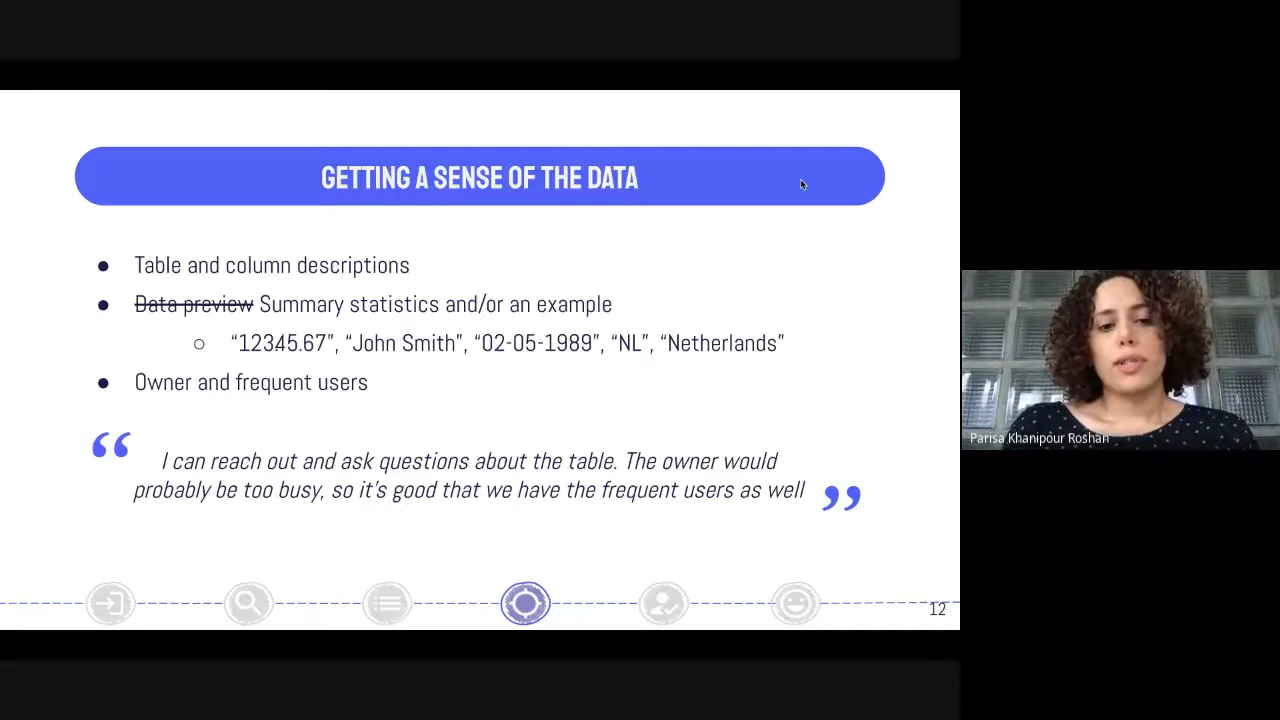 GETTING A SENSE OF THE DATA
● Table and column descriptions
● Data preview Summary statistics and/or an example
○ “12345.67”, “John Smith”, “02-05-1989”, “NL”, “Netherlands”
● Owner and frequent users
“ I can reach out and ask questions about the table. The owner would
probably be too busy, so it’s good that we have the frequent users as well ”
12
Parisa Khanipour Roshan